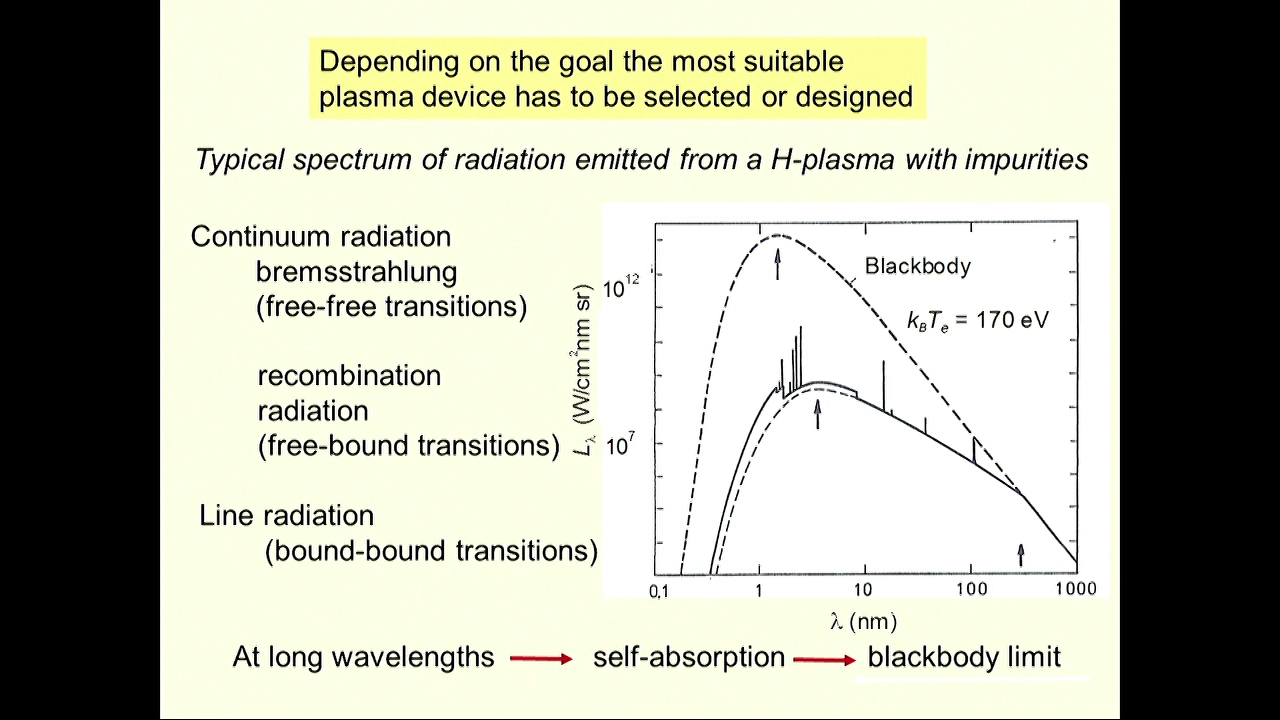 Depending on the goal the most suitable
plasma device has to be selected or designed
Typical spectrum of radiation emitted from a H-plasma with impurities
Continuum radiation
bremsstrahlung
(free-free transitions)
recombination
radiation
(free-bound transitions)
Line radiation
(bound-bound transitions)
L_λ (W/cm²nm sr)
10¹²
10⁷
Blackbody
k_B T_e = 170 eV
0,1 1 10 100 1000
λ (nm)
At long wavelengths → self-absorption → blackbody limit